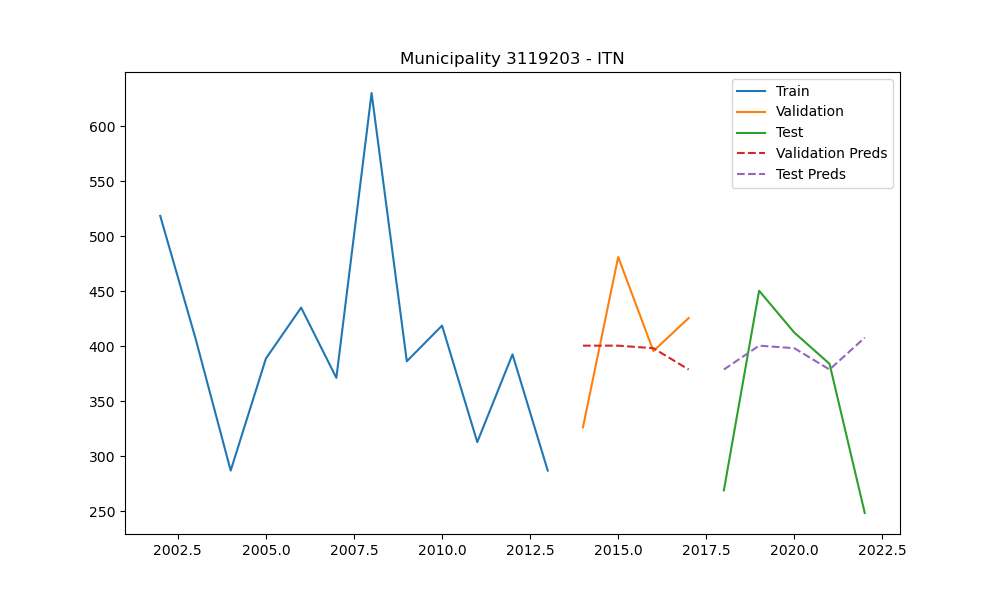 Municipality 3119203 - ITN
Train
Validation
Test
Validation Preds
Test Preds
600
550
500
450
400
350
300
250
2002.5 2005.0 2007.5 2010.0 2012.5 2015.0 2017.5 2020.0 2022.5